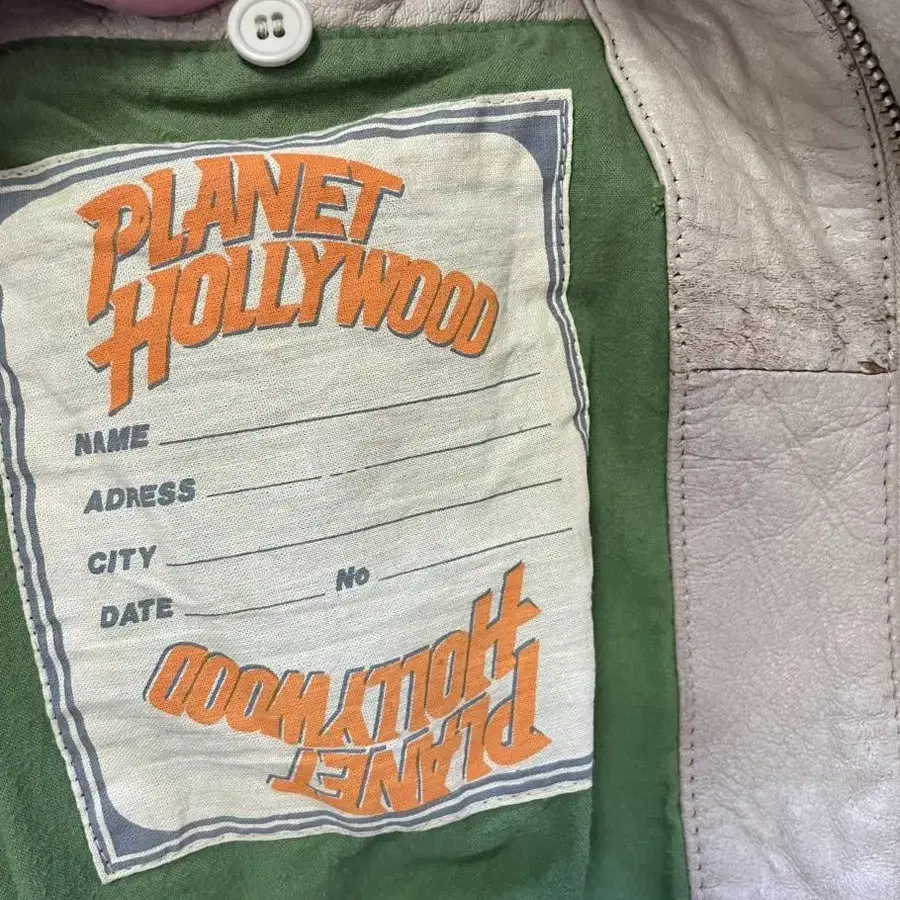 PLANET
HOLLYWOOD
NAME
ADRESS
CITY
DATE No
PLANET
HOLLYWOOD